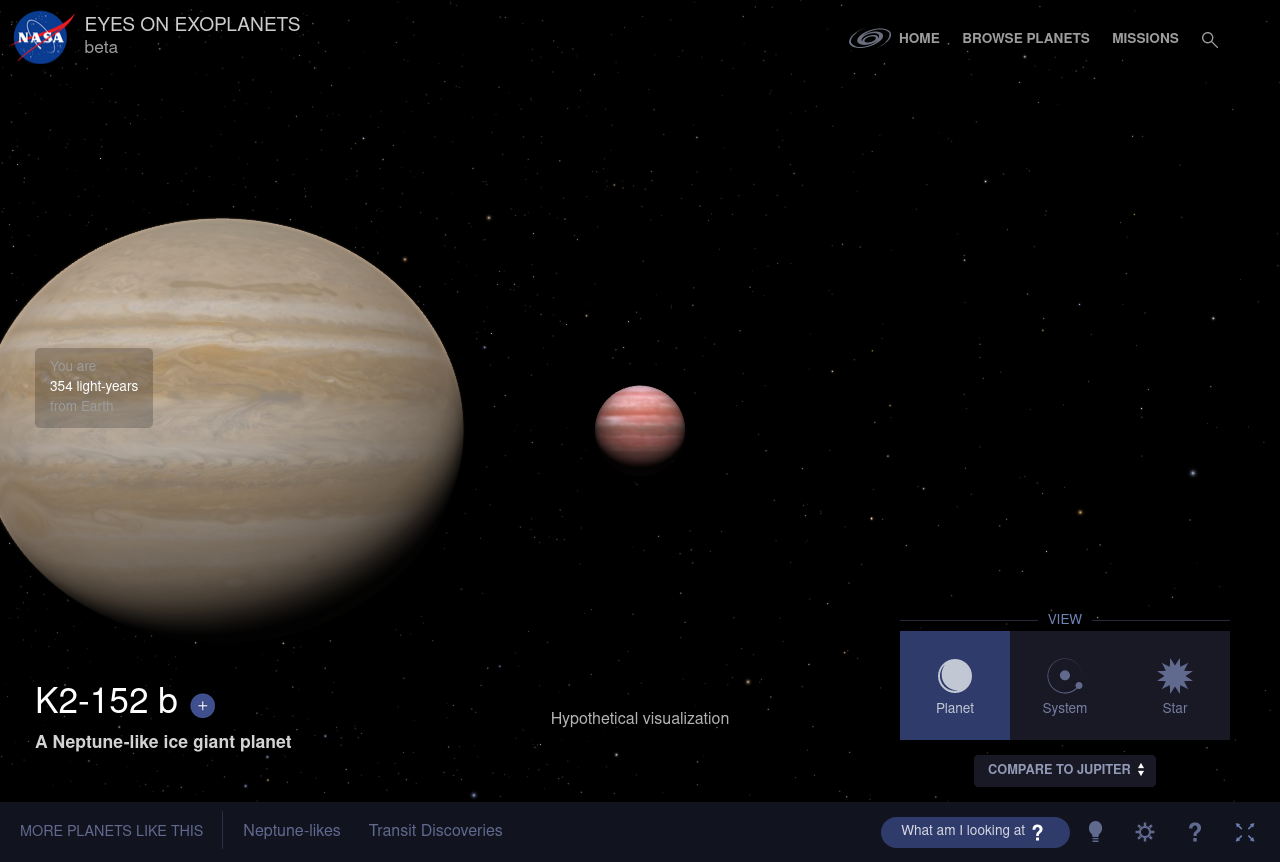 NASA
EYES ON EXOPLANETS
beta
HOME
BROWSE PLANETS
MISSIONS
You are
354 light-years
from Earth
K2-152 b +
A Neptune-like ice giant planet
Hypothetical visualization
VIEW
Planet
System
Star
COMPARE TO JUPITER
MORE PLANETS LIKE THIS
Neptune-likes
Transit Discoveries
What am I looking at ?
?